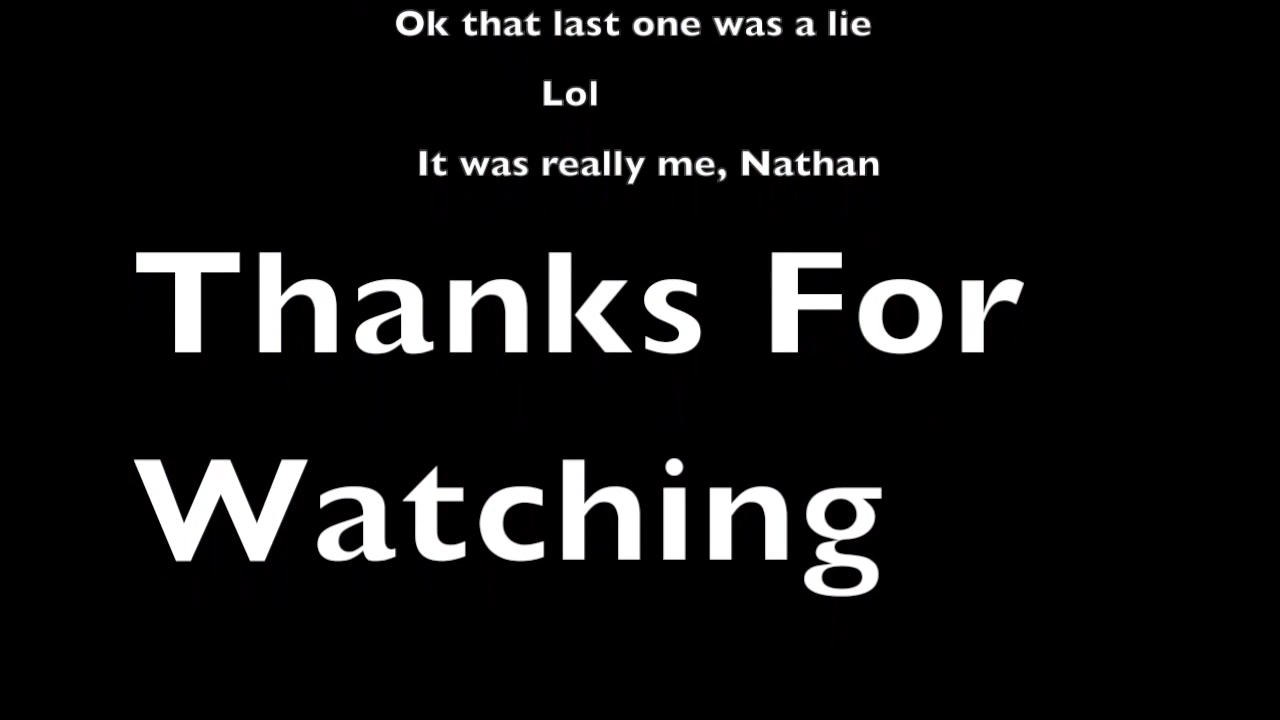 Ok that last one was a lie
Lol
It was really me, Nathan
Thanks For
Watching